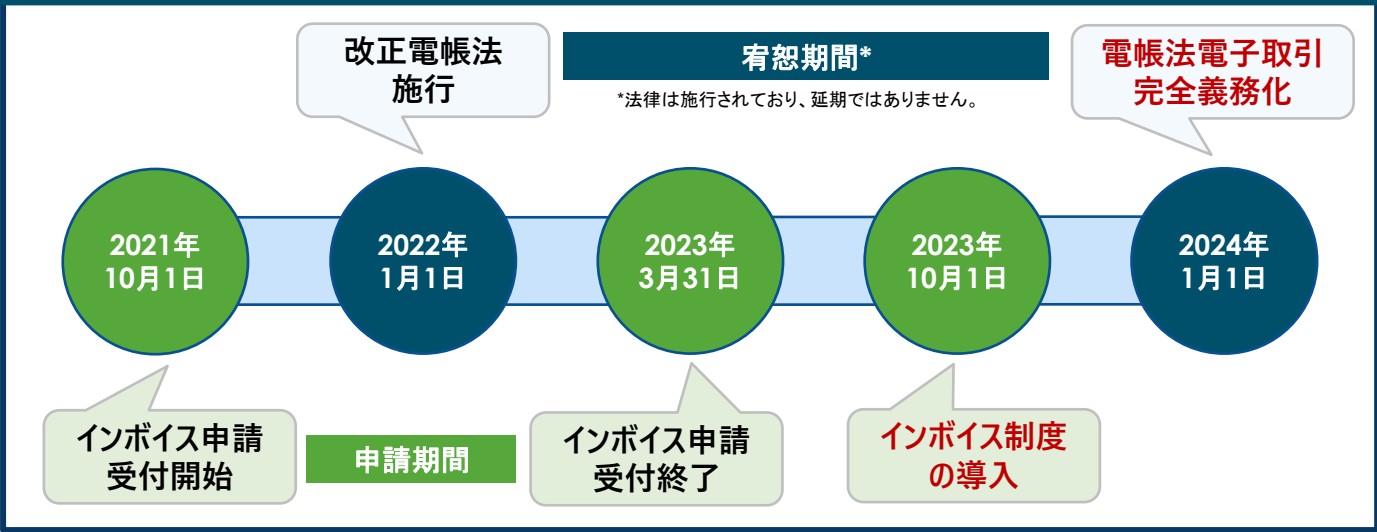 改正電帳法
施行
宥恕期間*
*法律は施行されており、延期ではありません。
電帳法電子取引
完全義務化
2021年
10月1日
2022年
1月1日
2023年
3月31日
2023年
10月1日
2024年
1月1日
インボイス申請
受付開始
申請期間
インボイス申請
受付終了
インボイス制度
の導入